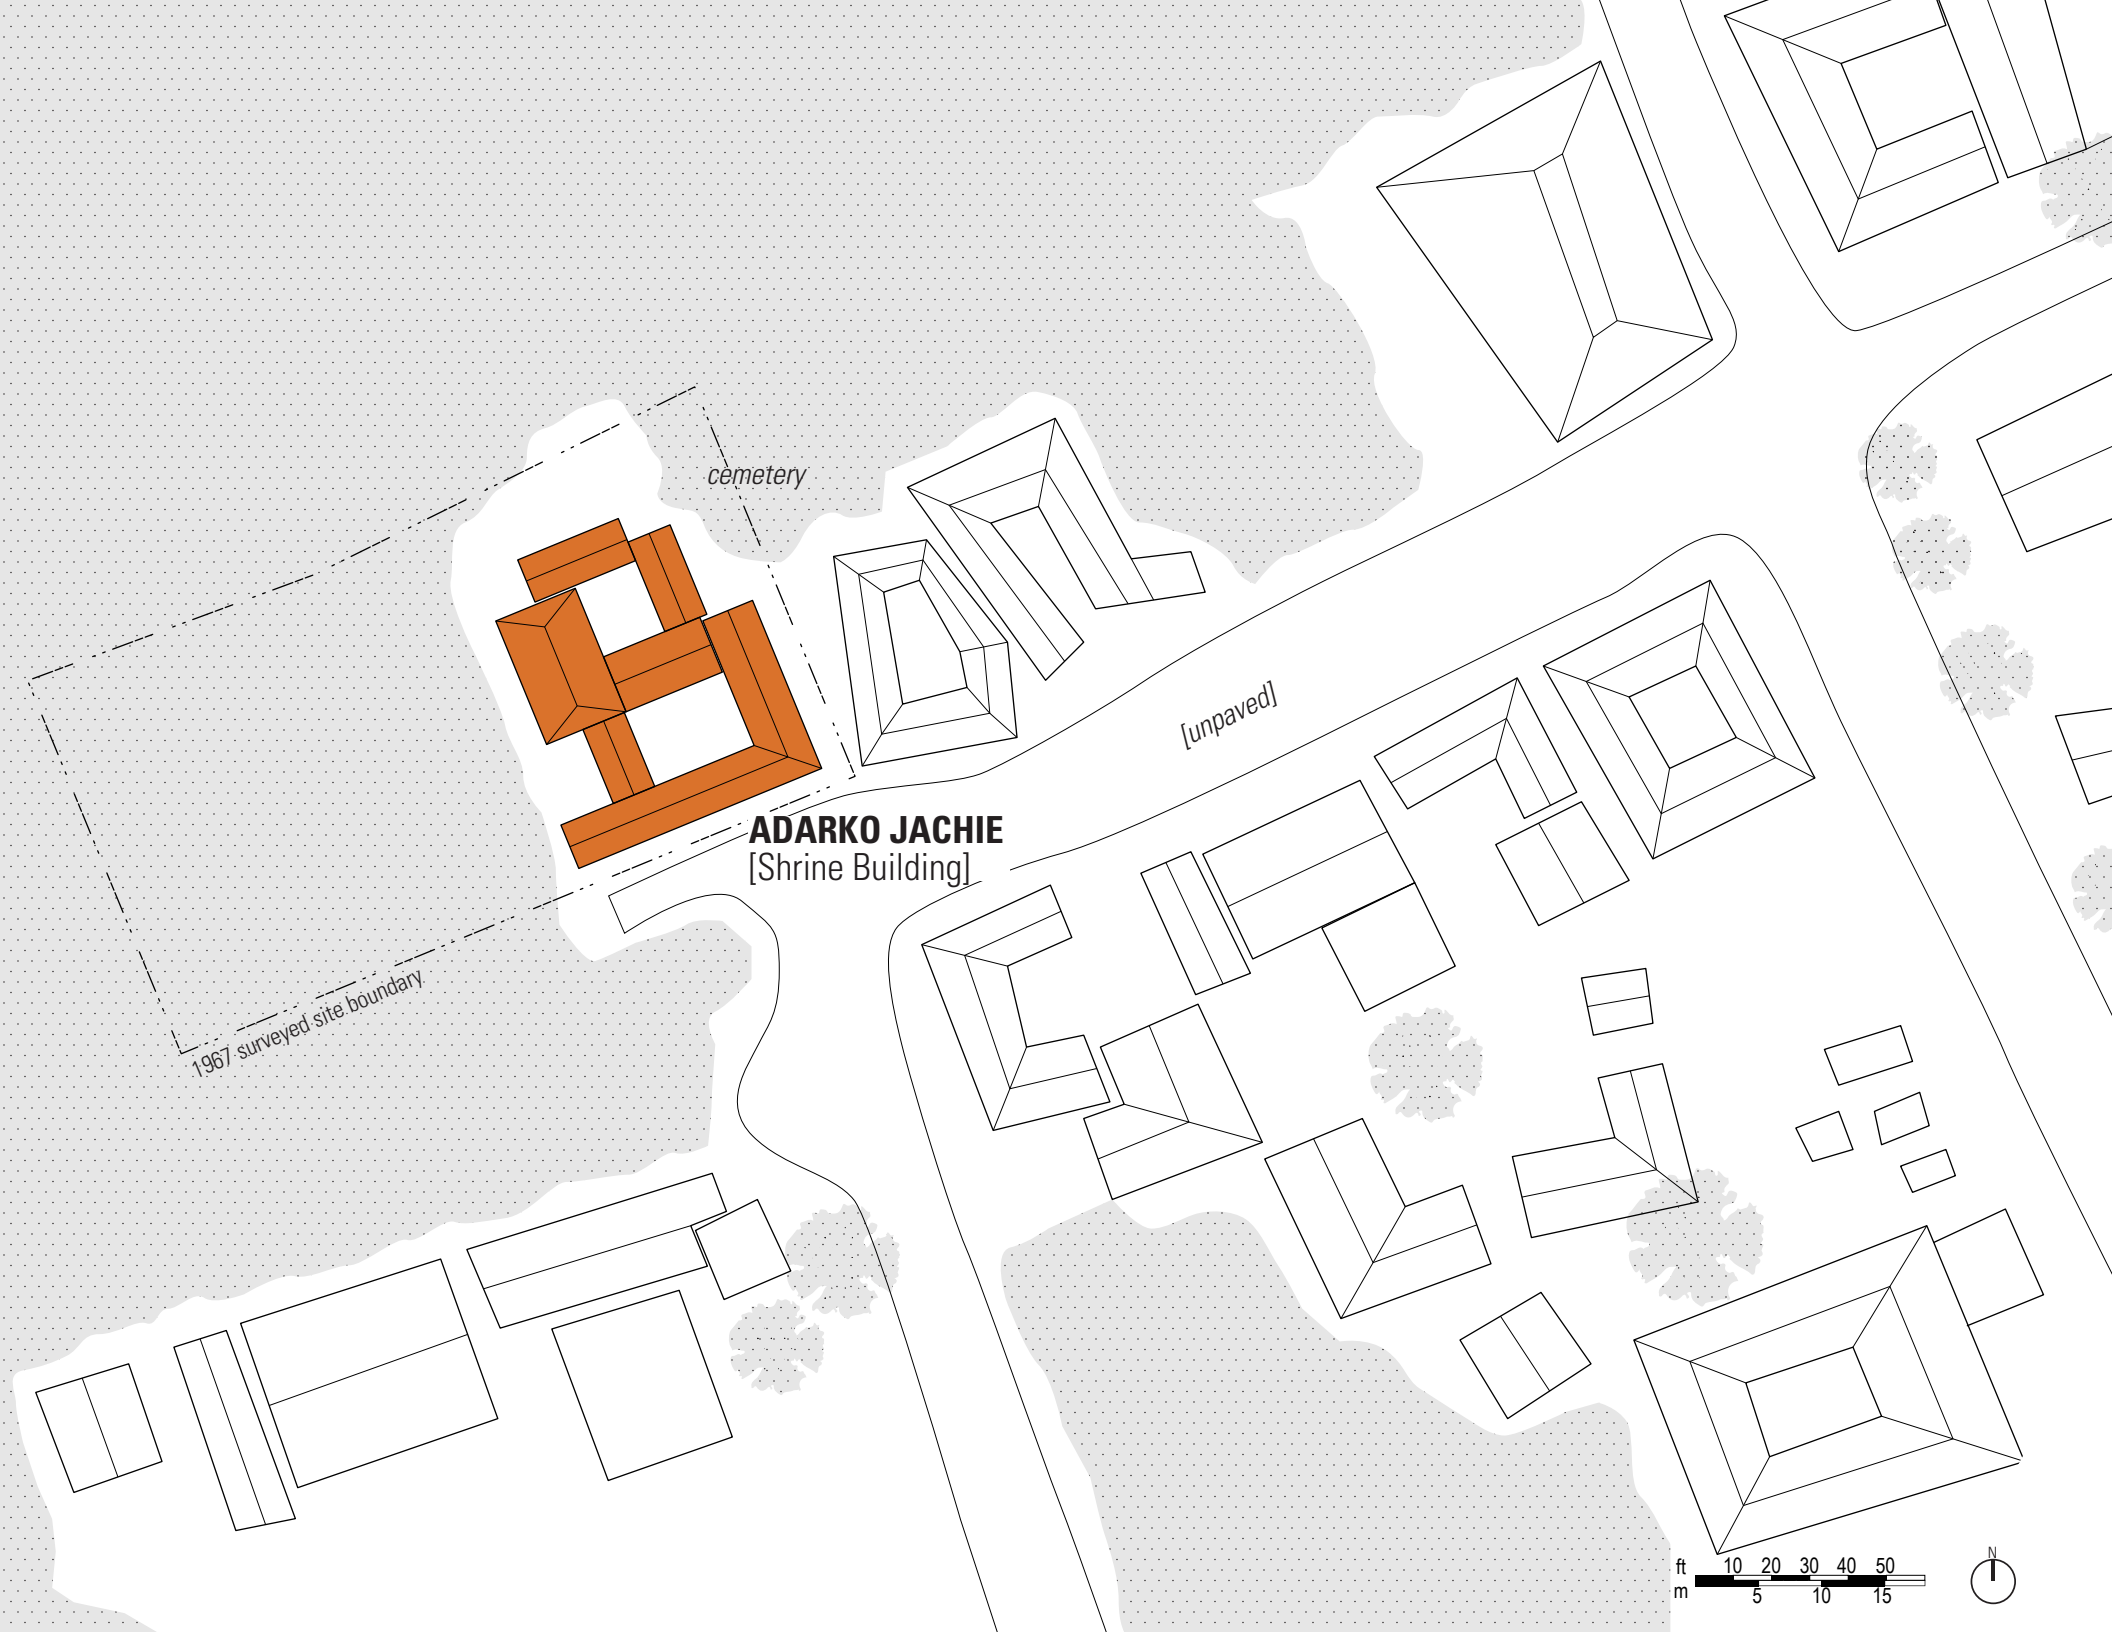 cemetery
[unpaved]
ADARKO JACHIE
[Shrine Building]
1967 surveyed site boundary
N
ft 10 20 30 40 50
m 5 10 15